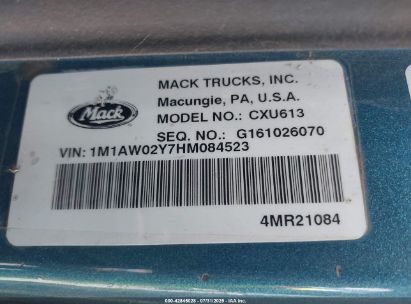 Mack
MACK TRUCKS, INC.
Macungie, PA, U.S.A.
MODEL NO.: CXU613
SEQ. NO.: G161026070
VIN: 1M1AW02Y7HM084523
4MR21084